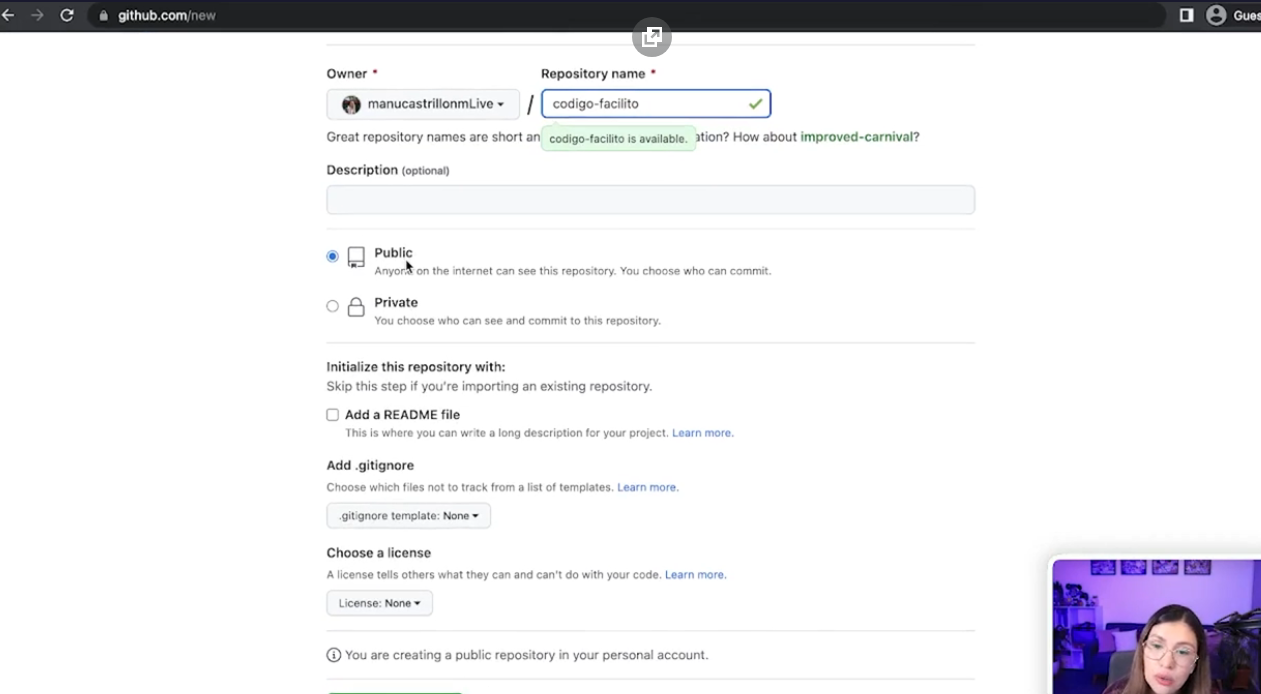 github.com/new
Gues
Owner *
Repository name *
manucastrillonmLive
/
codigo-facilito
Great repository names are short an
codigo-facilito is available.
ation? How about improved-carnival?
Description (optional)
Public
Anyone on the internet can see this repository. You choose who can commit.
Private
You choose who can see and commit to this repository.
Initialize this repository with:
Skip this step if you're importing an existing repository.
Add a README file
This is where you can write a long description for your project. Learn more.
Add .gitignore
Choose which files not to track from a list of templates. Learn more.
.gitignore template: None
Choose a license
A license tells others what they can and can't do with your code. Learn more.
License: None
You are creating a public repository in your personal account.